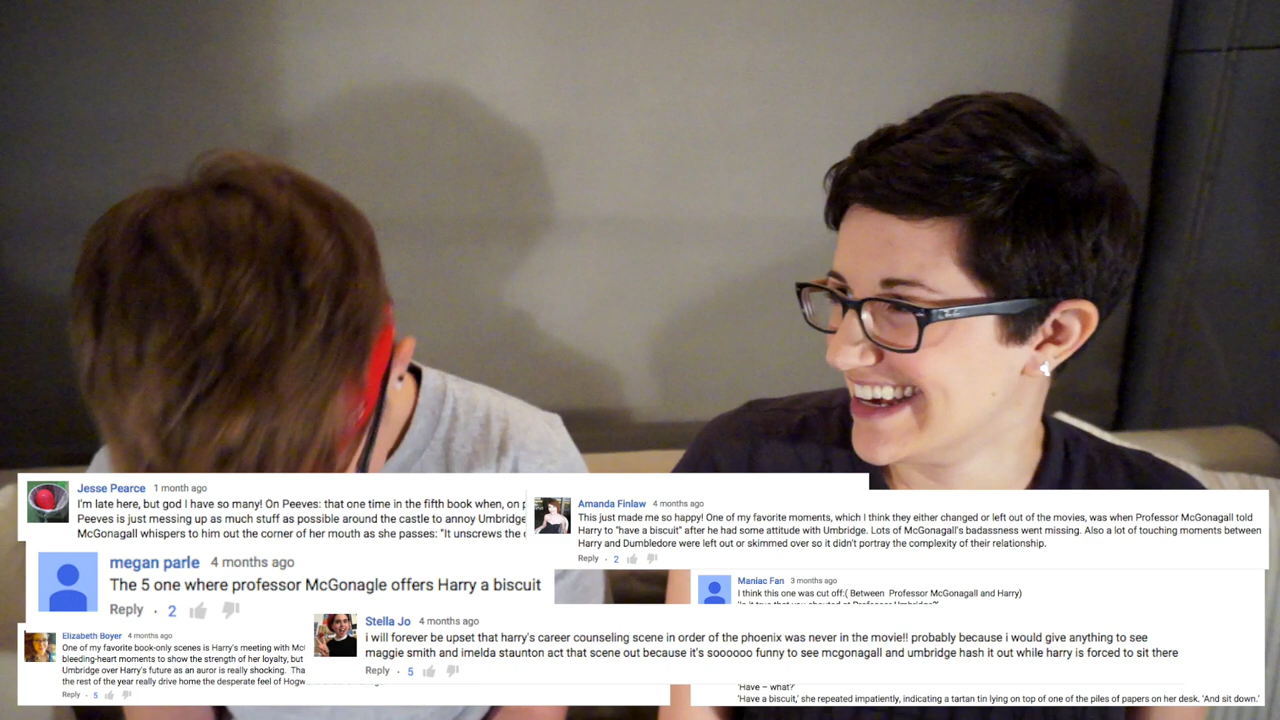 Jesse Pearce 1 month ago
I'm late here, but god I have so many! On Peeves: that one time in the fifth book when, on
Peeves is just messing up as much stuff as possible around the castle to annoy Umbridge
McGonagall whispers to him out the corner of her mouth as she passes: "It unscrews the
Amanda Finlaw 4 months ago
This just made me so happy! One of my favorite moments, which I think they either changed or left out of the movies, was when Professor McGonagall told
Harry to "have a biscuit" after he had some attitude with Umbridge. Lots of McGonagall's badassness went missing. Also a lot of touching moments between
Harry and Dumbledore were left out or skimmed over so it didn't portray the complexity of their relationship.
Reply · 2
megan parle 4 months ago
The 5 one where professor McGonagle offers Harry a biscuit
Reply · 2
Maniac Fan 3 months ago
I think this one was cut off:( Between Professor McGonagall and Harry)
'Is it true that you shouted at Professor Umbridge?'
Stella Jo 4 months ago
i will forever be upset that harry's career counseling scene in order of the phoenix was never in the movie!! probably because i would give anything to see
maggie smith and imelda staunton act that scene out because it's soooooo funny to see mcgonagall and umbridge hash it out while harry is forced to sit there
Reply · 5
Elizabeth Boyer 4 months ago
One of my favorite book-only scenes is Harry's meeting with
bleeding-heart moments to show the strength of her loyalty, but
Umbridge over Harry's future as an auror is really shocking.
the rest of the year really drive home the desperate feel of
Reply · 5
'Have – what?'
'Have a biscuit,' she repeated impatiently, indicating a tartan tin lying on top of one of the piles of papers on her desk. 'And sit down.'
Ray-Ban